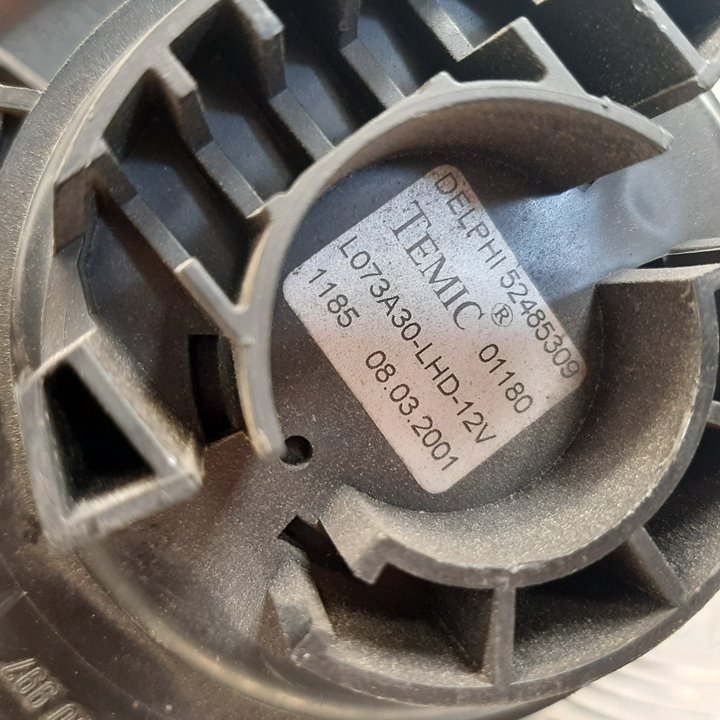 DELPHI 52485309
TEMIC ® 01180
L073A30-LHD-12V
1185 08.03.2001